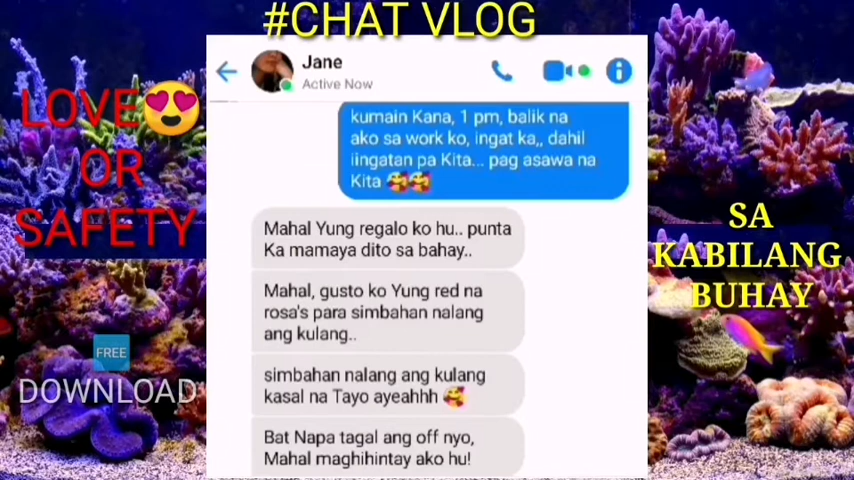 #CHAT VLOG
Jane
Active Now
LOVE😍
OR
SAFETY
kumain Kana, 1 pm, balik na
ako sa work ko, ingat ka,, dahil
iingatan pa Kita... pag asawa na
Kita 🥰🥰
Mahal Yung regalo ko hu.. punta
Ka mamaya dito sa bahay..
Mahal, gusto ko Yung red na
rosa's para simbahan nalang
ang kulang..
simbahan nalang ang kulang
kasal na Tayo ayeahhh 🥰
Bat Napa tagal ang off nyo,
Mahal maghihintay ako hu!
SA
KABILANG
BUHAY
FREE
DOWNLOAD